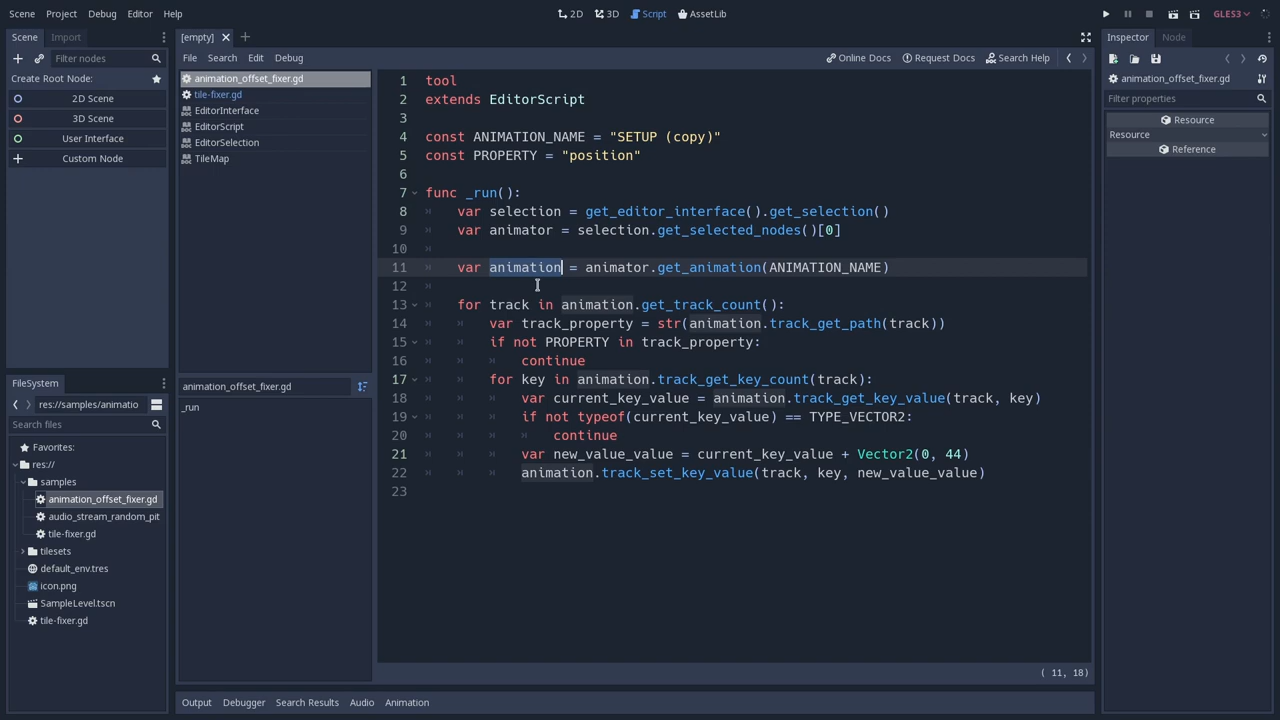 Scene Project Debug Editor Help
2D 3D Script AssetLib
GLES3
Scene Import
Filter nodes
Create Root Node:
2D Scene
3D Scene
User Interface
Custom Node
FileSystem
res://samples/animatio
Search files
Favorites:
res://
samples
animation_offset_fixer.gd
audio_stream_random_pit
tile-fixer.gd
tilesets
default_env.tres
icon.png
SampleLevel.tscn
tile-fixer.gd
[empty]
File Search Edit Debug
Online Docs Request Docs Search Help
animation_offset_fixer.gd
tile-fixer.gd
EditorInterface
EditorScript
EditorSelection
TileMap
animation_offset_fixer.gd
_run
1 tool
2 extends EditorScript
3
4 const ANIMATION_NAME = "SETUP (copy)"
5 const PROPERTY = "position"
6
7 func _run():
8 var selection = get_editor_interface().get_selection()
9 var animator = selection.get_selected_nodes()[0]
10
11 var animation = animator.get_animation(ANIMATION_NAME)
12
13 for track in animation.get_track_count():
14 var track_property = str(animation.track_get_path(track))
15 if not PROPERTY in track_property:
16 continue
17 for key in animation.track_get_key_count(track):
18 var current_key_value = animation.track_get_key_value(track, key)
19 if not typeof(current_key_value) == TYPE_VECTOR2:
20 continue
21 var new_value_value = current_key_value + Vector2(0, 44)
22 animation.track_set_key_value(track, key, new_value_value)
23
( 11, 18)
Output Debugger Search Results Audio Animation
Inspector Node
animation_offset_fixer.gd
Filter properties
Resource
Resource
Reference